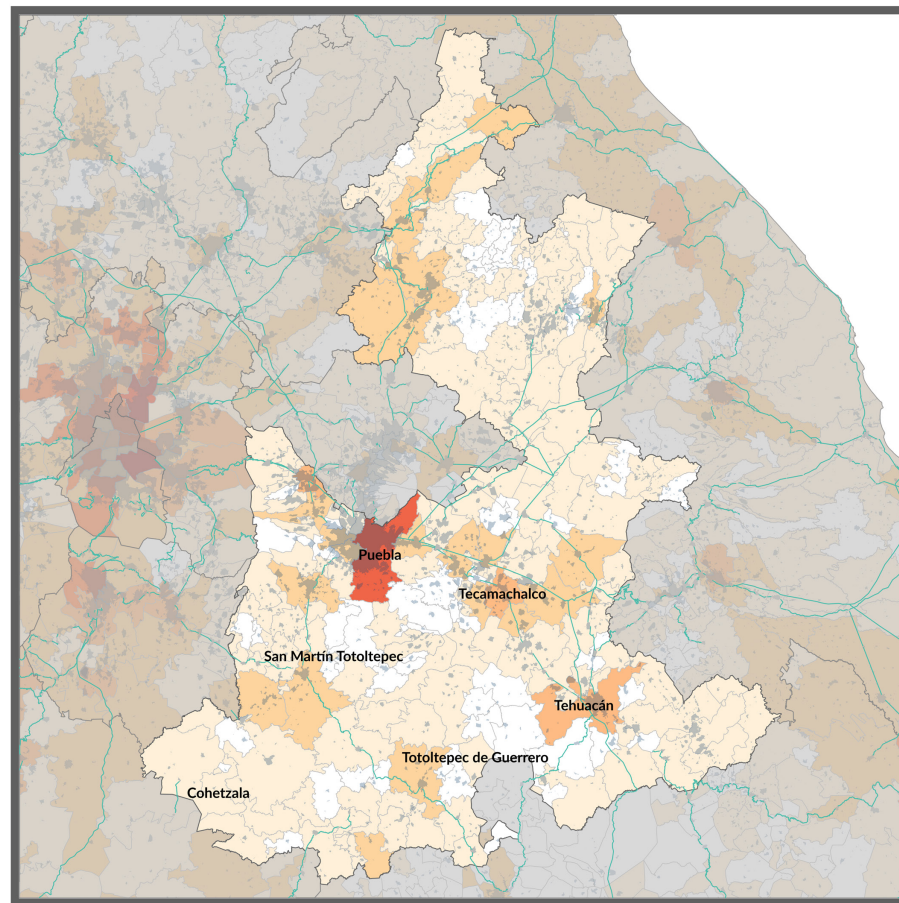 Puebla
Tecamachalco
San Martín Totoltepec
Tehuacán
Totoltepec de Guerrero
Cohetzala